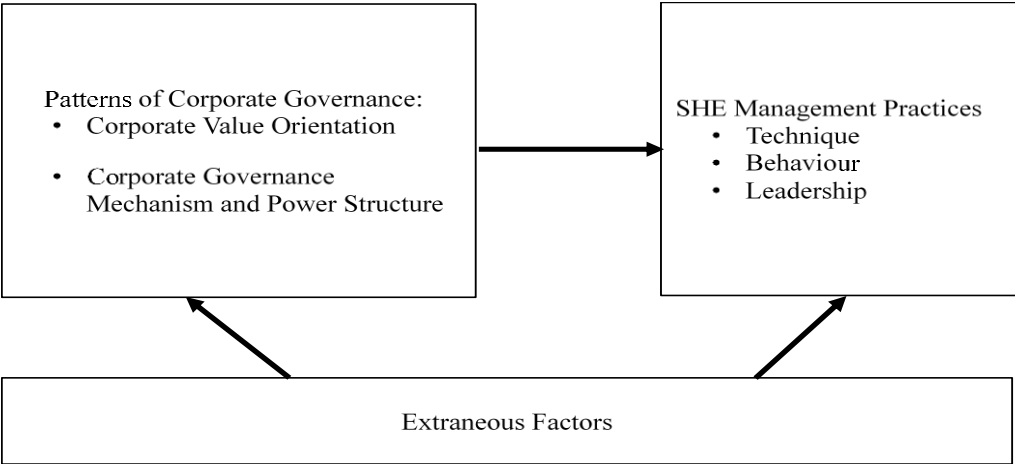 Patterns of Corporate Governance:
• Corporate Value Orientation
• Corporate Governance
Mechanism and Power Structure
SHE Management Practices
• Technique
• Behaviour
• Leadership
Extraneous Factors